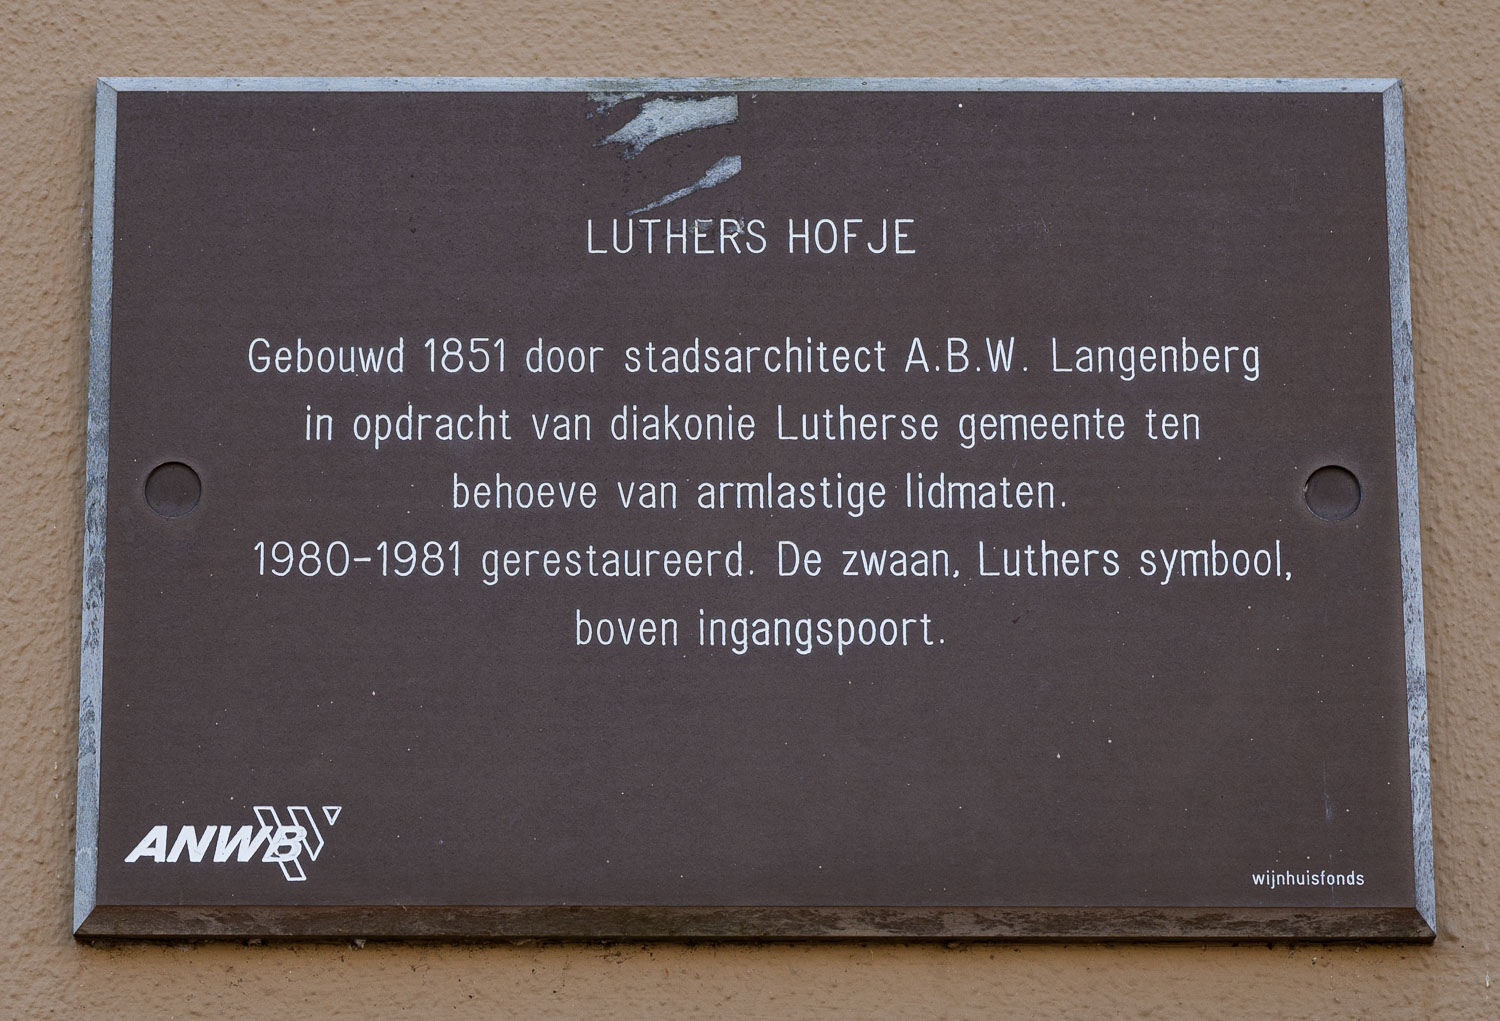 LUTHERS HOFJE
Gebouwd 1851 door stadsarchitect A.B.W. Langenberg
in opdracht van diakonie Lutherse gemeente ten
behoeve van armlastige lidmaten.
1980-1981 gerestaureerd. De zwaan, Luthers symbool,
boven ingangspoort.
ANWB
wijnhuisfonds